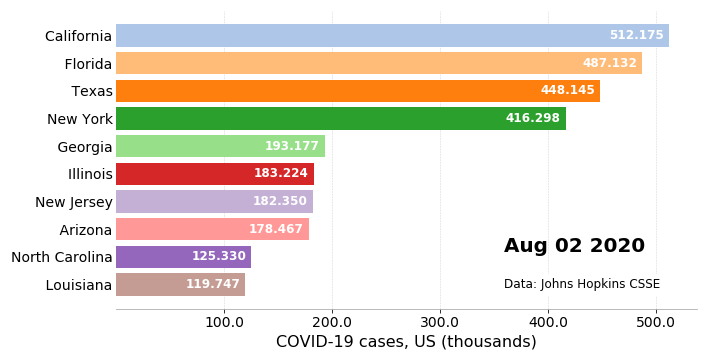 California 512.175
Florida 487.132
Texas 448.145
New York 416.298
Georgia 193.177
Illinois 183.224
New Jersey 182.350
Arizona 178.467
Aug 02 2020
North Carolina 125.330
Louisiana 119.747
Data: Johns Hopkins CSSE
100.0 200.0 300.0 400.0 500.0
COVID-19 cases, US (thousands)